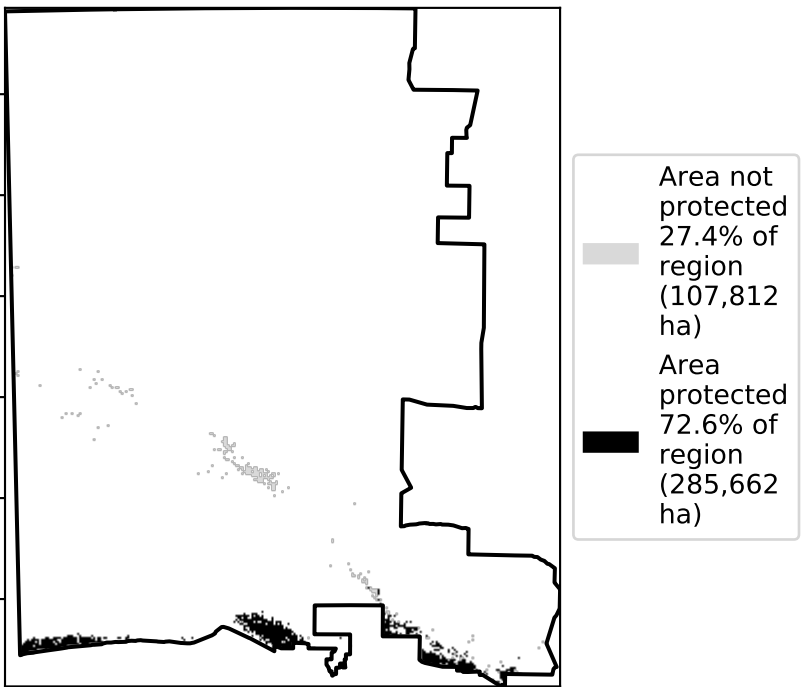 Area not
protected
27.4% of
region
(107,812
ha)
Area
protected
72.6% of
region
(285,662
ha)